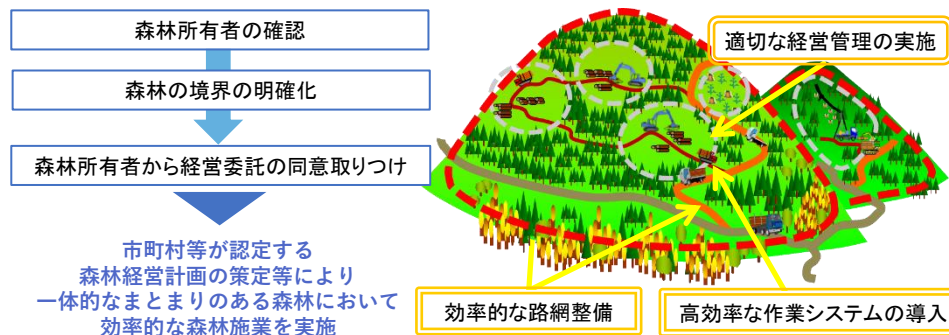 森林所有者の確認
森林の境界の明確化
森林所有者から経営委託の同意取りつけ
市町村等が認定する
森林経営計画の策定等により
一体的なまとまりのある森林において
効率的な森林施業を実施
適切な経営管理の実施
効率的な路網整備
高効率な作業システムの導入